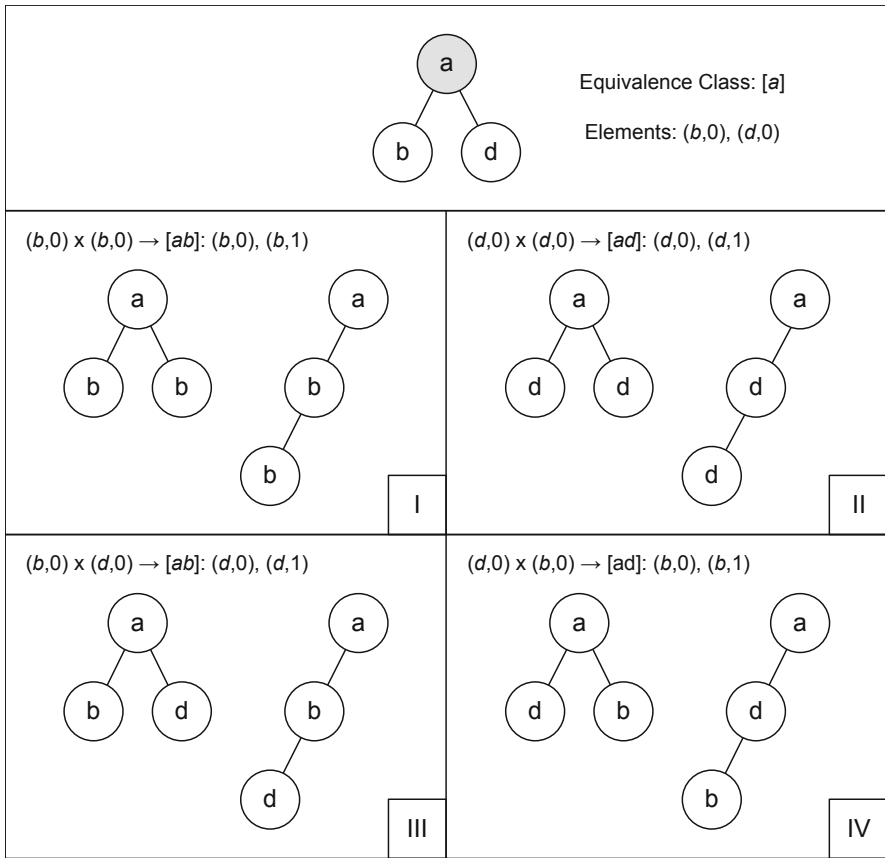 a
Equivalence Class: [a]
Elements: (b,0), (d,0)
b d
(b,0) x (b,0) → [ab]: (b,0), (b,1)
a a
b b b
b
I
(d,0) x (d,0) → [ad]: (d,0), (d,1)
a a
d d d
d
II
(b,0) x (d,0) → [ab]: (d,0), (d,1)
a a
b d b
d
III
(d,0) x (b,0) → [ad]: (b,0), (b,1)
a a
d b d
b
IV